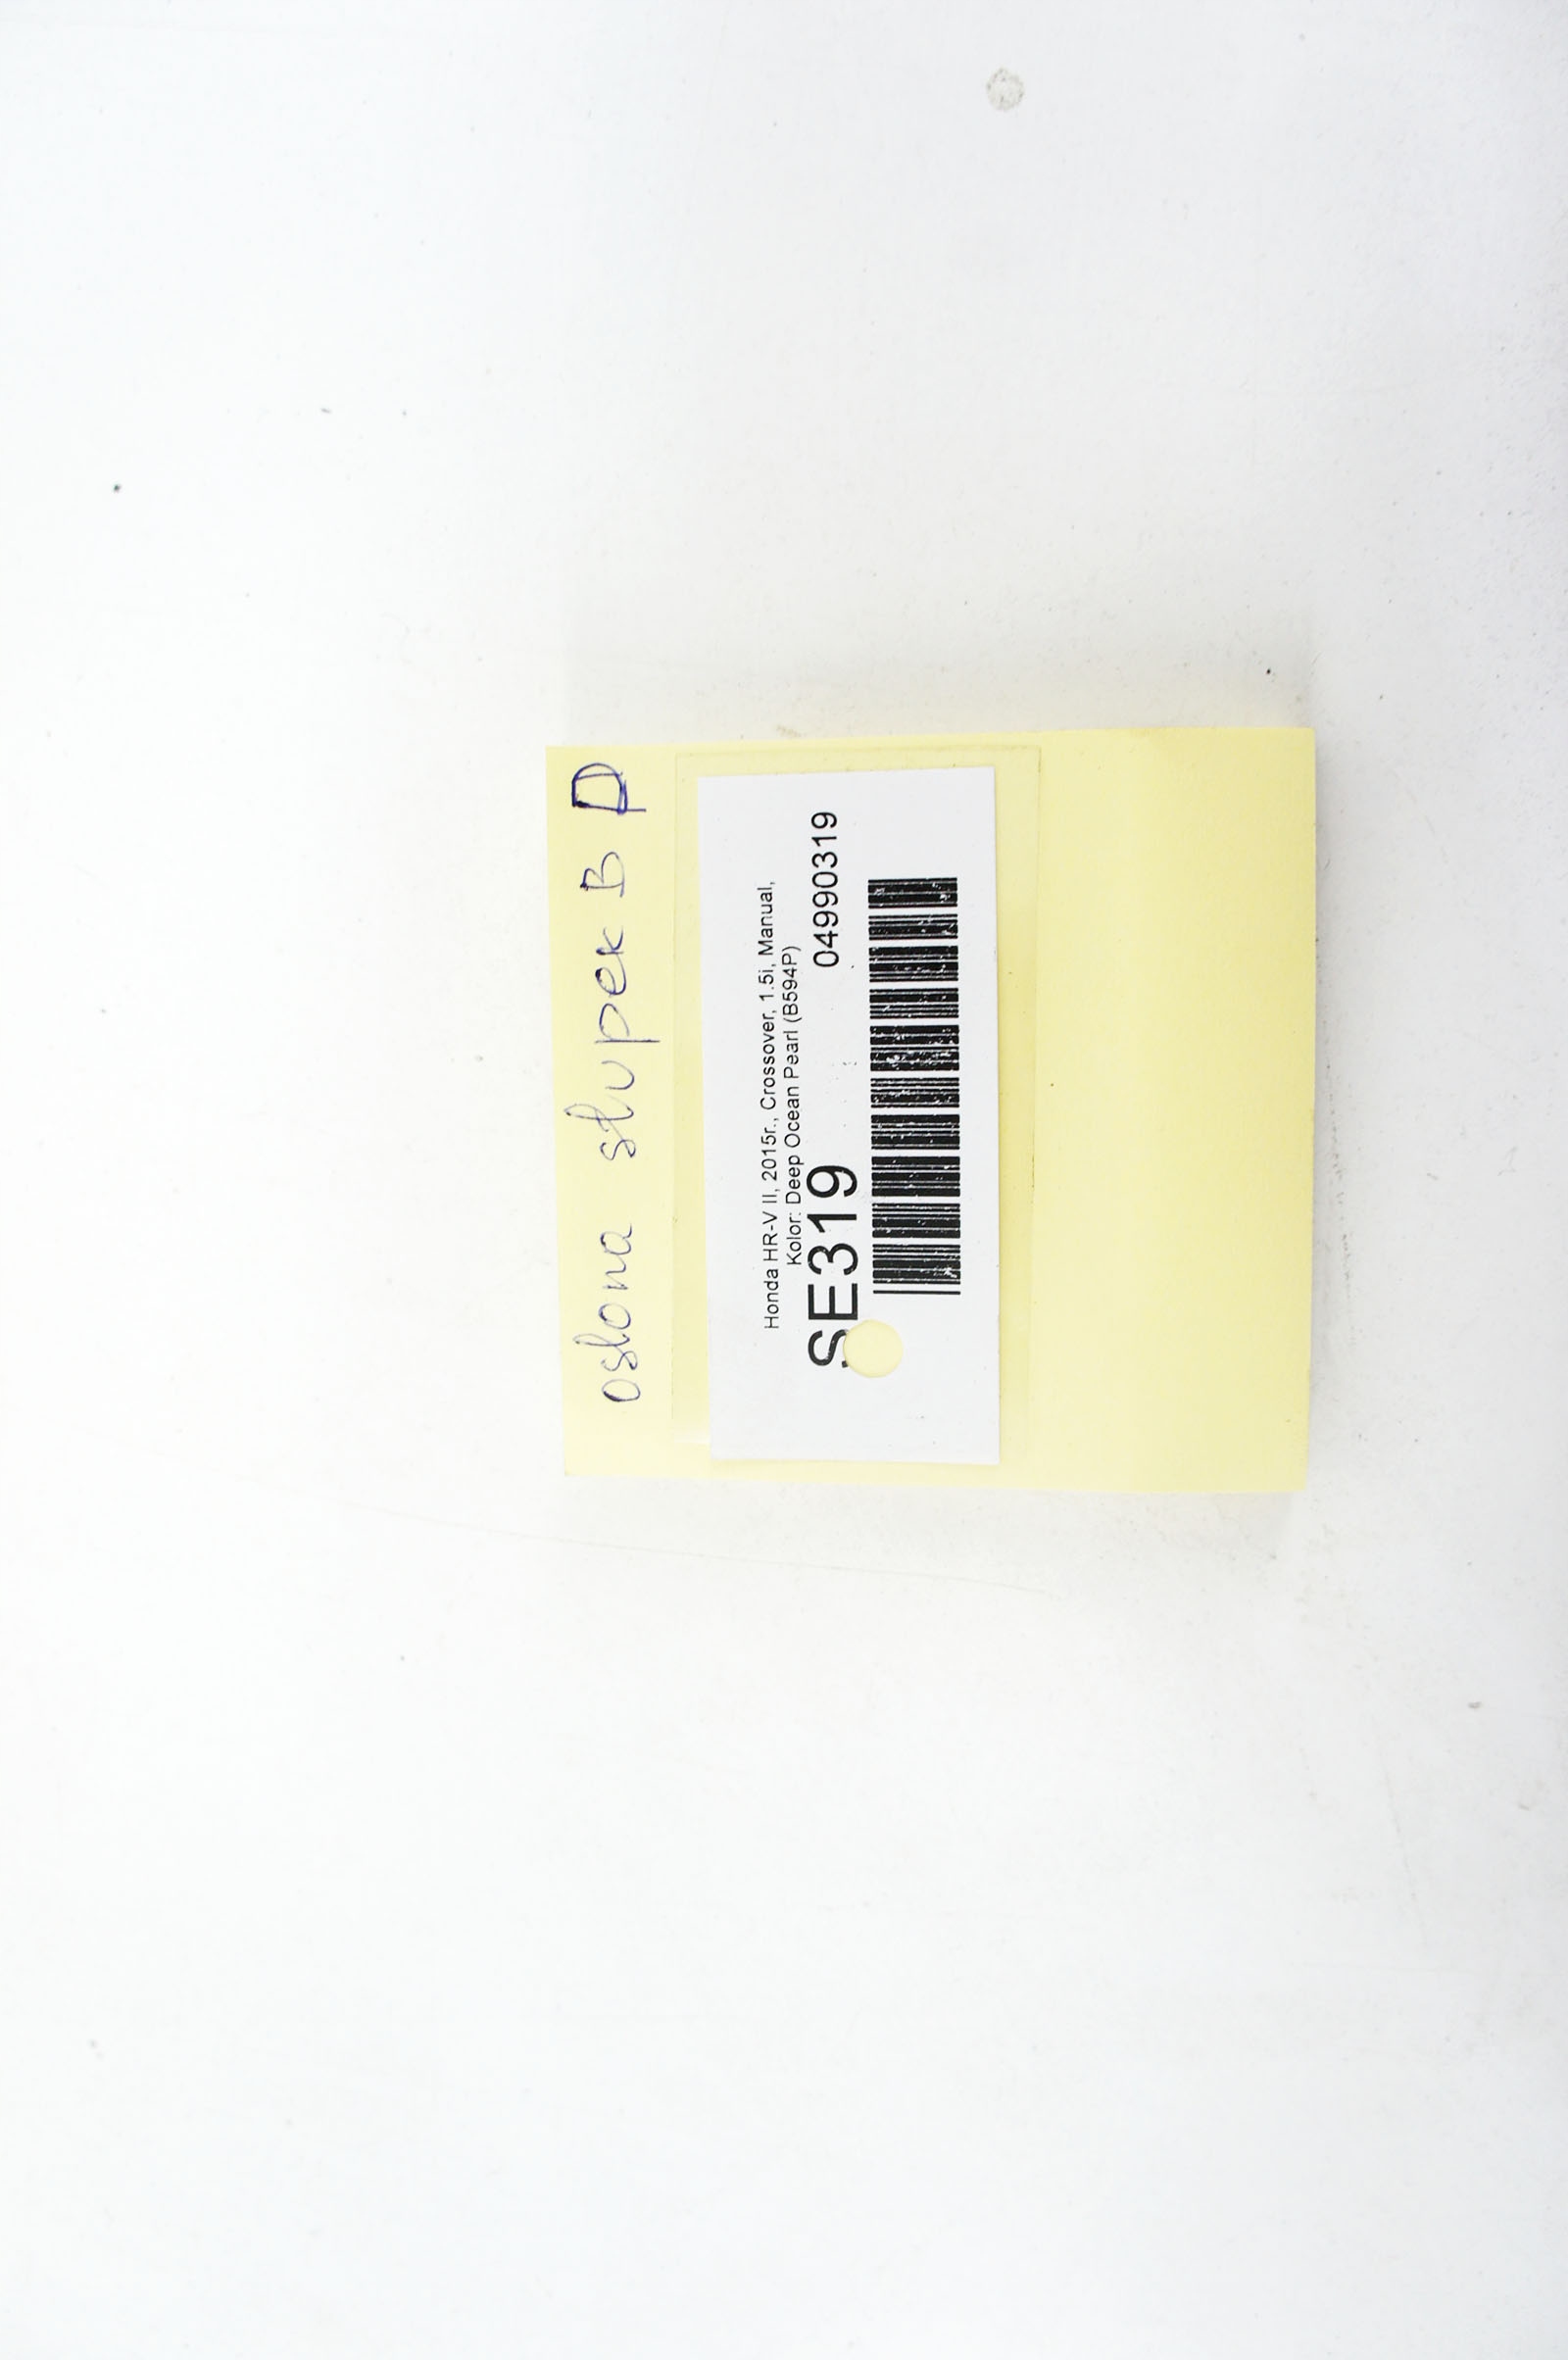 osłona słupek B D
Honda HR-V II, 2015r., Crossover, 1.5i, Manual,
Kolor: Deep Ocean Pearl (B594P)
SE319 04990319